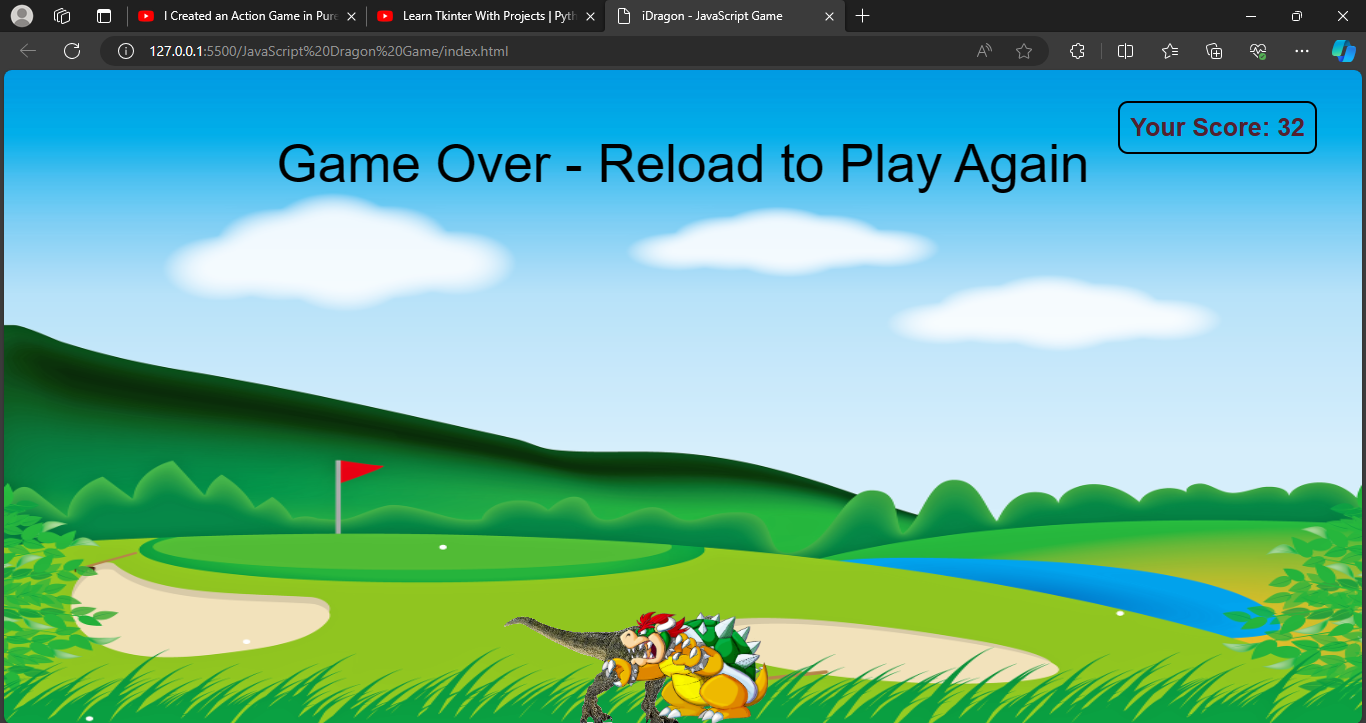 I Created an Action Game in Pure
Learn Tkinter With Projects | Pyth
iDragon - JavaScript Game
127.0.0.1:5500/JavaScript%20Dragon%20Game/index.html
Your Score: 32
Game Over - Reload to Play Again